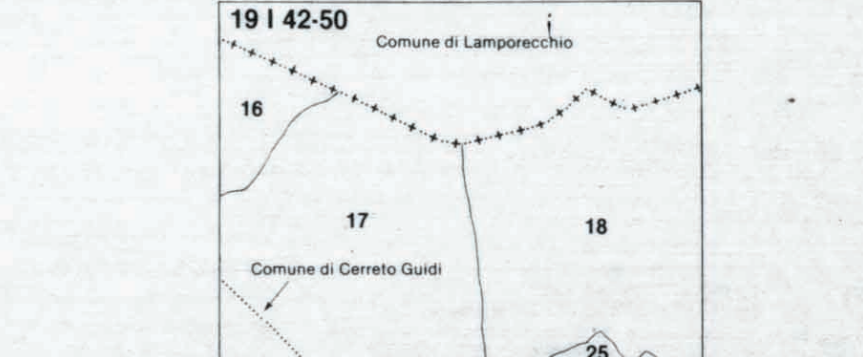 19 I 42-50
Comune di Lamporecchio
16
17
18
Comune di Cerreto Guidi
25